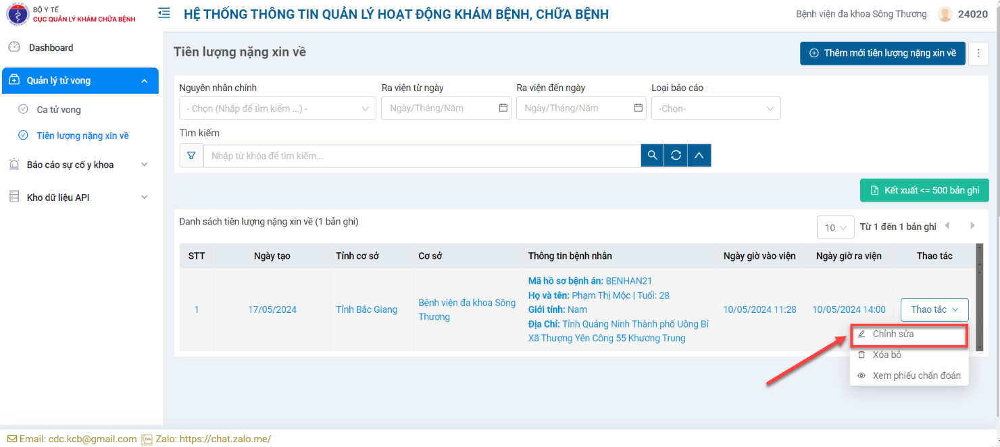 BỘ Y TẾ
CỤC QUẢN LÝ KHÁM CHỮA BỆNH
HỆ THỐNG THÔNG TIN QUẢN LÝ HOẠT ĐỘNG KHÁM BỆNH, CHỮA BỆNH
Bệnh viện đa khoa Sông Thương
24020
Dashboard
Quản lý tử vong
Ca tử vong
Tiên lượng nặng xin về
Báo cáo sự cố y khoa
Kho dữ liệu API
Tiên lượng nặng xin về
Thêm mới tiên lượng nặng xin về
Nguyên nhân chính
Ra viện từ ngày
Ra viện đến ngày
Loại báo cáo
- Chọn (Nhập để tìm kiếm ...) -
Ngày/Tháng/Năm
Ngày/Tháng/Năm
-Chọn-
Tìm kiếm
Nhập từ khóa để tìm kiếm...
Kết xuất <= 500 bản ghi
Danh sách tiên lượng nặng xin về (1 bản ghi)
10
Từ 1 đến 1 bản ghi
STT
Ngày tạo
Tỉnh cơ sở
Cơ sở
Thông tin bệnh nhân
Ngày giờ vào viện
Ngày giờ ra viện
Thao tác
1
17/05/2024
Tỉnh Bắc Giang
Bệnh viện đa khoa Sông
Thương
Mã hồ sơ bệnh án: BENHAN21
Họ và tên: Phạm Thị Mộc | Tuổi: 28
Giới tính: Nam
Địa Chỉ: Tỉnh Quảng Ninh Thành phố Uông Bí
Xã Thượng Yên Công 55 Khương Trung
10/05/2024 11:28
10/05/2024 14:00
Thao tác
Chỉnh sửa
Xóa bỏ
Xem phiếu chẩn đoán
Email: cdc.kcb@gmail.com
Zalo: https://chat.zalo.me/